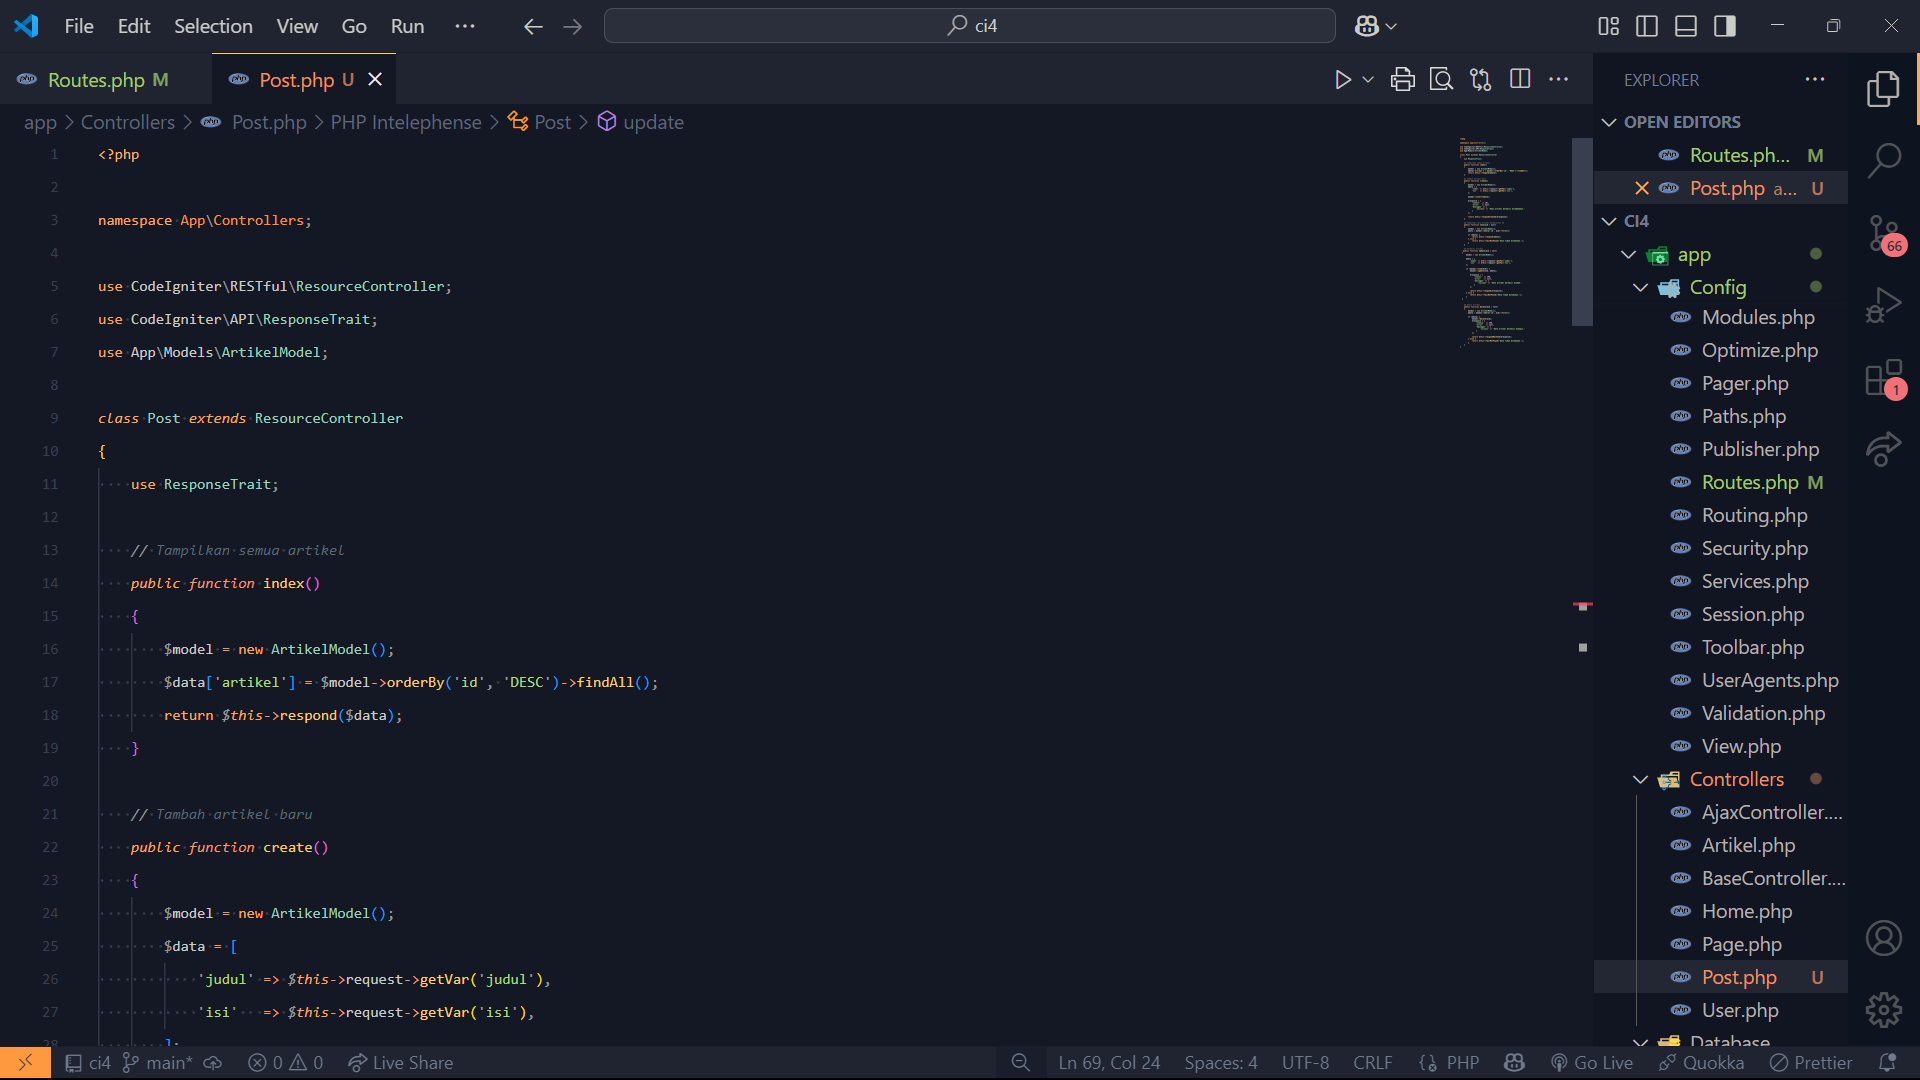 File Edit Selection View Go Run ···
ci4
Routes.php M
Post.php U
app > Controllers > Post.php > PHP Intelephense > Post > update
1 <?php
2
3 namespace App\Controllers;
4
5 use CodeIgniter\RESTful\ResourceController;
6 use CodeIgniter\API\ResponseTrait;
7 use App\Models\ArtikelModel;
8
9 class Post extends ResourceController
10 {
11 use ResponseTrait;
12
13 // Tampilkan semua artikel
14 public function index()
15 {
16 $model = new ArtikelModel();
17 $data['artikel'] = $model->orderBy('id', 'DESC')->findAll();
18 return $this->respond($data);
19 }
20
21 // Tambah artikel baru
22 public function create()
23 {
24 $model = new ArtikelModel();
25 $data = [
26 'judul' => $this->request->getVar('judul'),
27 'isi' => $this->request->getVar('isi'),
28 ];
EXPLORER
OPEN EDITORS
Routes.ph... M
Post.php a... U
CI4
app
Config
Modules.php
Optimize.php
Pager.php
Paths.php
Publisher.php
Routes.php M
Routing.php
Security.php
Services.php
Session.php
Toolbar.php
UserAgents.php
Validation.php
View.php
Controllers
AjaxController....
Artikel.php
BaseController....
Home.php
Page.php
Post.php U
User.php
Database
66
1
ci4 main* 0 0 Live Share
Ln 69, Col 24 Spaces: 4 UTF-8 CRLF {} PHP Go Live Quokka Prettier